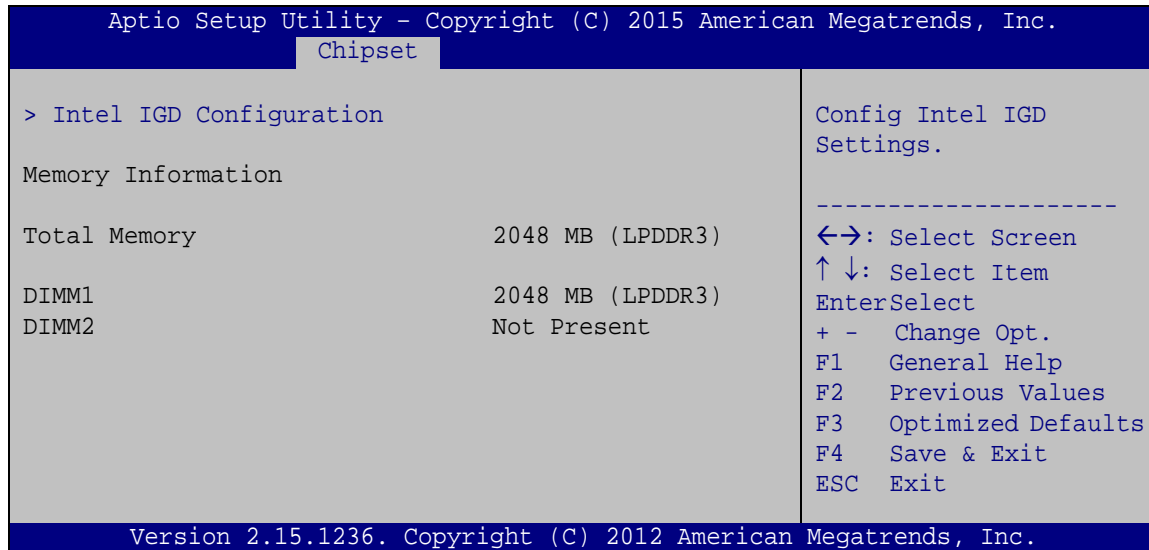 Aptio Setup Utility – Copyright (C) 2015 American Megatrends, Inc.
Chipset
> Intel IGD Configuration
Memory Information
Total Memory 2048 MB (LPDDR3)
DIMM1 2048 MB (LPDDR3)
DIMM2 Not Present
Config Intel IGD
Settings.
----------------------
←→: Select Screen
↑ ↓: Select Item
EnterSelect
+ - Change Opt.
F1 General Help
F2 Previous Values
F3 Optimized Defaults
F4 Save & Exit
ESC Exit
Version 2.15.1236. Copyright (C) 2012 American Megatrends, Inc.